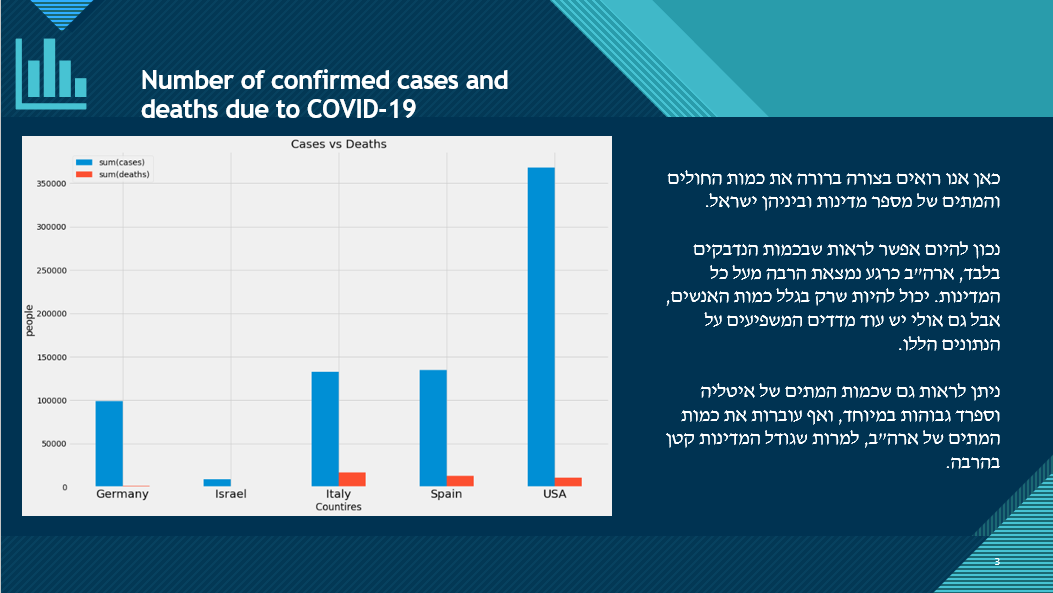 Number of confirmed cases and
deaths due to COVID-19
Cases vs Deaths
sum(cases)
sum(deaths)
350000
300000
250000
200000
150000
100000
50000
0
people
Germany Israel Italy Spain USA
Countires
כאן אנו רואים בצורה ברורה את כמות החולים
והמתים של מספר מדינות וביניהן ישראל.
נכון להיום אפשר לראות שבכמות הנדבקים
בלבד, ארה״ב כרגע נמצאת הרבה מעל כל
המדינות. יכול להיות שרק בגלל כמות האנשים,
אבל גם אולי יש עוד מדדים המשפיעים על
הנתונים הללו.
ניתן לראות גם שכמות המתים של איטליה
וספרד גבוהות במיוחד, ואף עוברות את כמות
המתים של ארה״ב, למרות שגודל המדינות קטן
בהרבה.
3